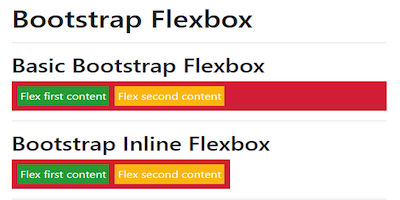 Bootstrap Flexbox
Basic Bootstrap Flexbox
Flex first content Flex second content
Bootstrap Inline Flexbox
Flex first content Flex second content